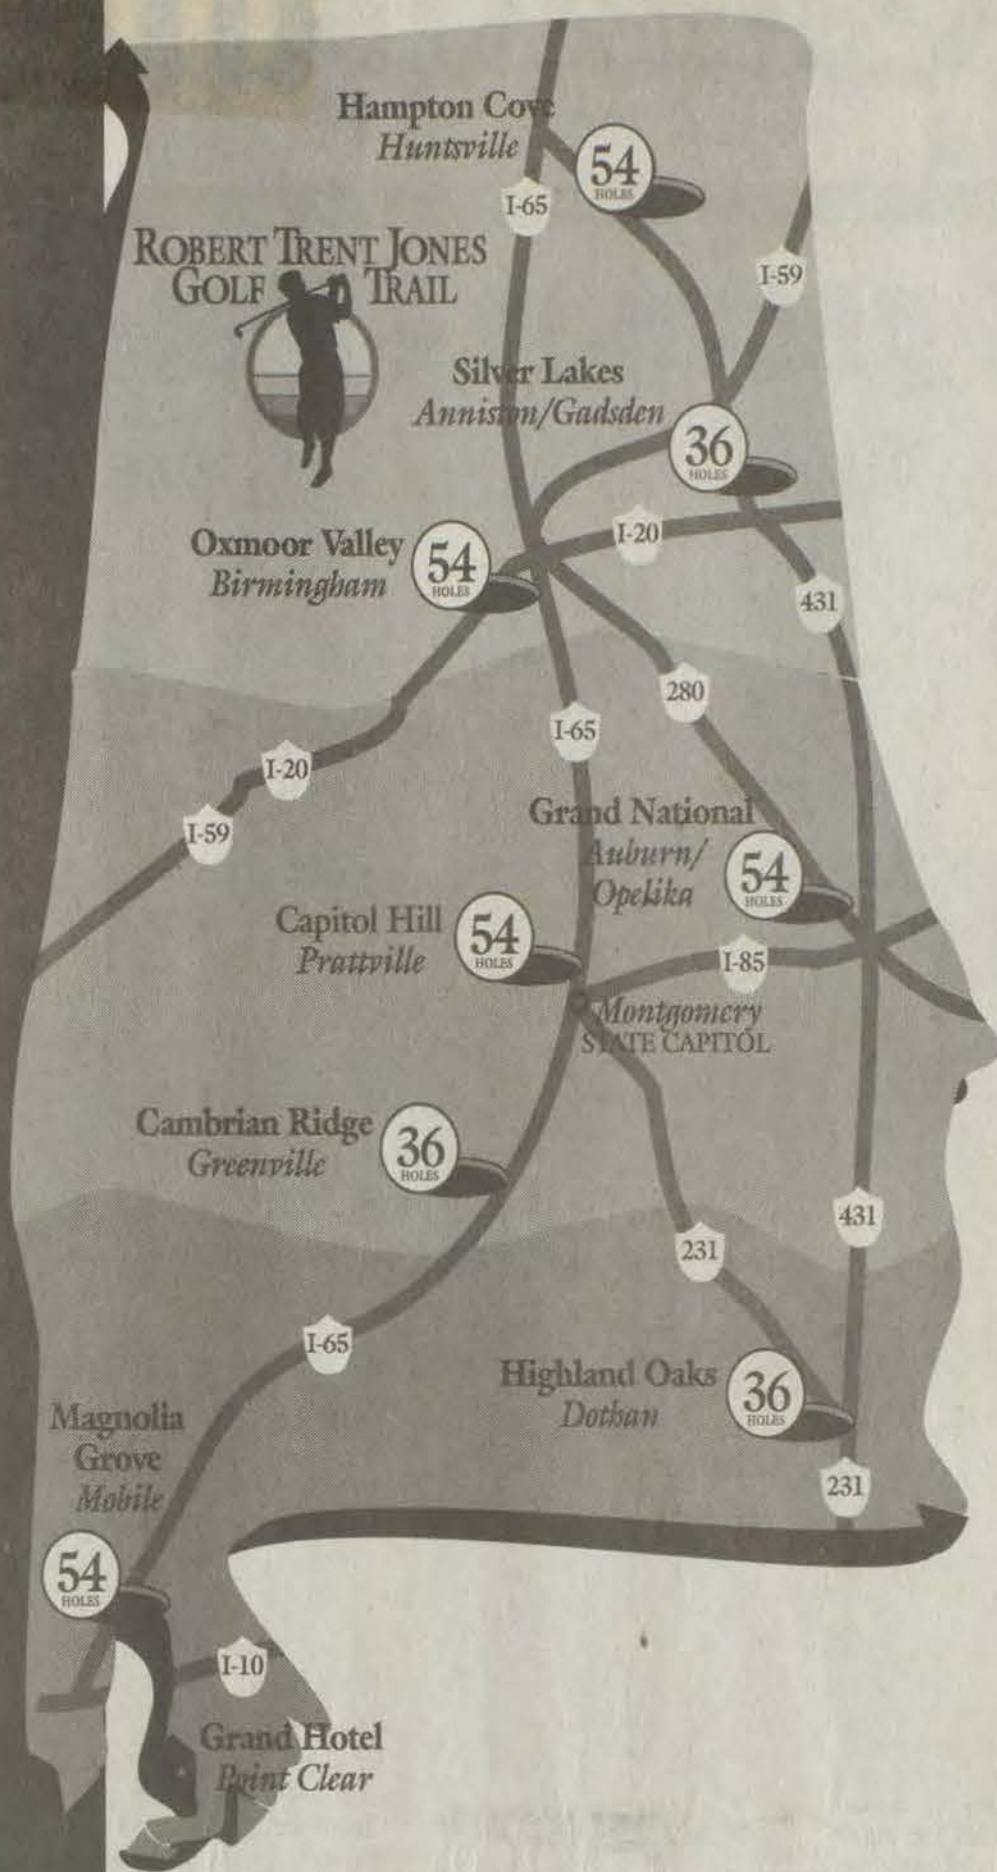 Hampton Cove
Huntsville
54
HOLES
I-65
ROBERT TRENT JONES
GOLF TRAIL
I-59
Silver Lakes
Anniston/Gadsden
36
HOLES
I-20
Oxmoor Valley
Birmingham
54
HOLES
431
280
I-65
I-20
I-59
Grand National
Auburn/
Opelika
54
HOLES
Capitol Hill
Prattville
54
HOLES
I-85
Montgomery
STATE CAPITOL
Cambrian Ridge
Greenville
36
HOLES
431
231
I-65
Highland Oaks
Dothan
36
HOLES
Magnolia
Grove
Mobile
231
54
HOLES
I-10
Grand Hotel
Point Clear